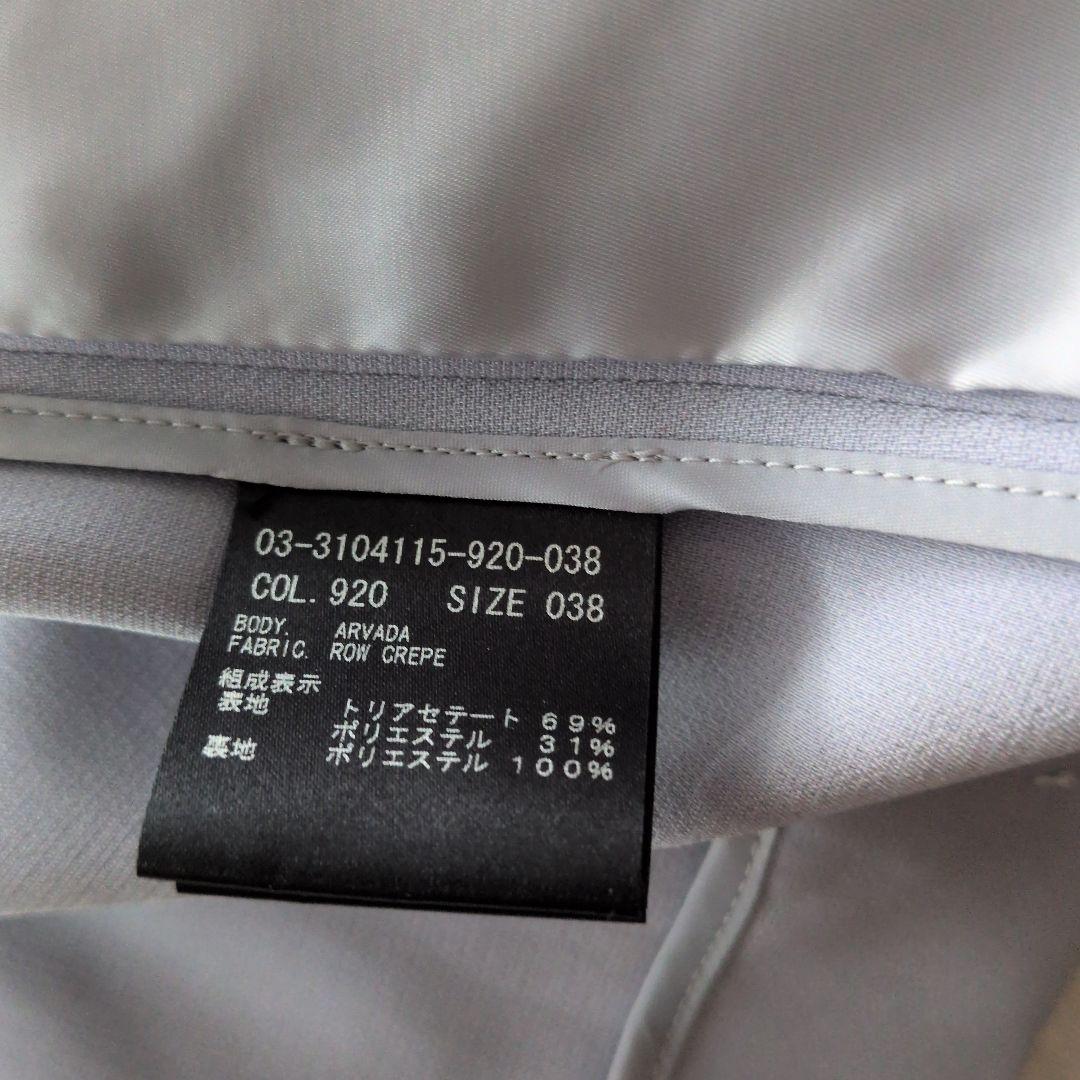 03-3104115-920-038
COL. 920 SIZE 038
BODY. ARVADA
FABRIC. ROW CREPE
組成表示
表地 トリアセテート 69%
ポリエステル 31%
裏地 ポリエステル 100%